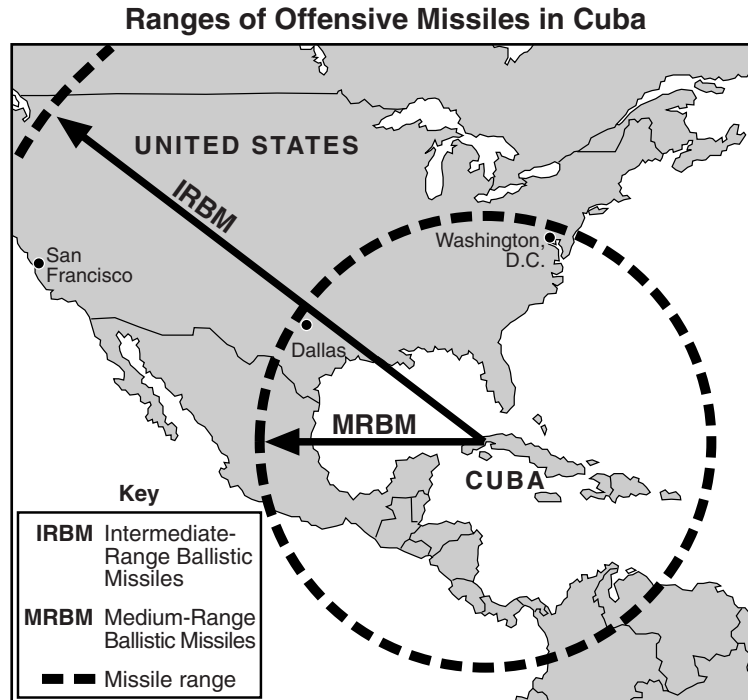 Ranges of Offensive Missiles in Cuba
UNITED STATES
IRBM
San
Francisco
Washington,
D.C.
Dallas
MRBM
CUBA
Key
IRBM Intermediate-
Range Ballistic
Missiles
MRBM Medium-Range
Ballistic Missiles
Missile range